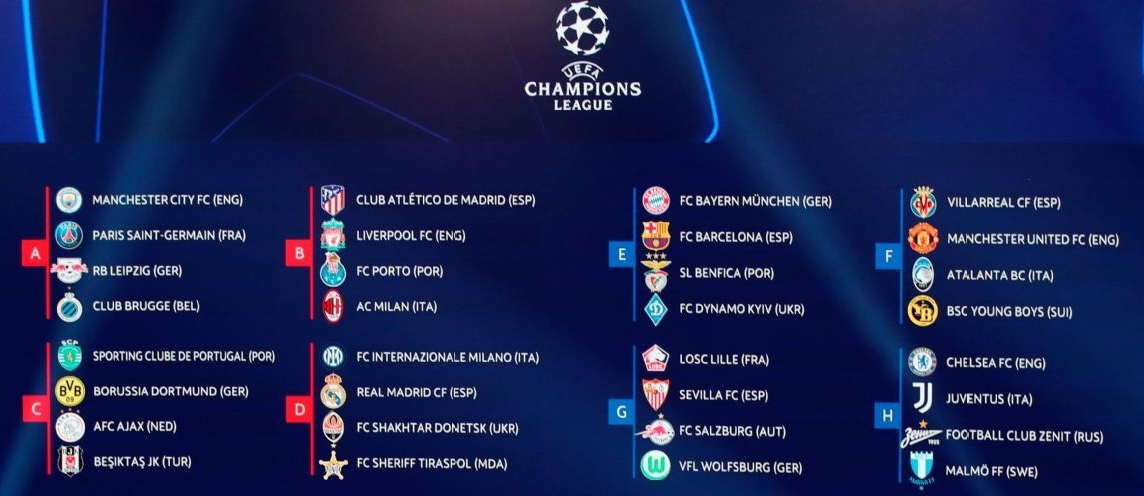 UEFA
CHAMPIONS
LEAGUE
A
MANCHESTER CITY FC (ENG)
PARIS SAINT-GERMAIN (FRA)
RB LEIPZIG (GER)
CLUB BRUGGE (BEL)
B
CLUB ATLÉTICO DE MADRID (ESP)
LIVERPOOL FC (ENG)
FC PORTO (POR)
AC MILAN (ITA)
C
SCP
SPORTING CLUBE DE PORTUGAL (POR)
BVB
09
BORUSSIA DORTMUND (GER)
AFC AJAX (NED)
BEŞIKTAŞ JK (TUR)
D
FC INTERNAZIONALE MILANO (ITA)
REAL MADRID CF (ESP)
FC SHAKHTAR DONETSK (UKR)
FC SHERIFF TIRASPOL (MDA)
E
FC BAYERN MÜNCHEN (GER)
FC BARCELONA (ESP)
SL BENFICA (POR)
FC DYNAMO KYIV (UKR)
F
VILLARREAL CF (ESP)
MANCHESTER UNITED FC (ENG)
ATALANTA BC (ITA)
YB
BSC YOUNG BOYS (SUI)
G
LOSC LILLE (FRA)
SEVILLA FC (ESP)
FC SALZBURG (AUT)
VFL WOLFSBURG (GER)
H
CHELSEA FC (ENG)
JUVENTUS (ITA)
FOOTBALL CLUB ZENIT (RUS)
MALMÖ FF (SWE)